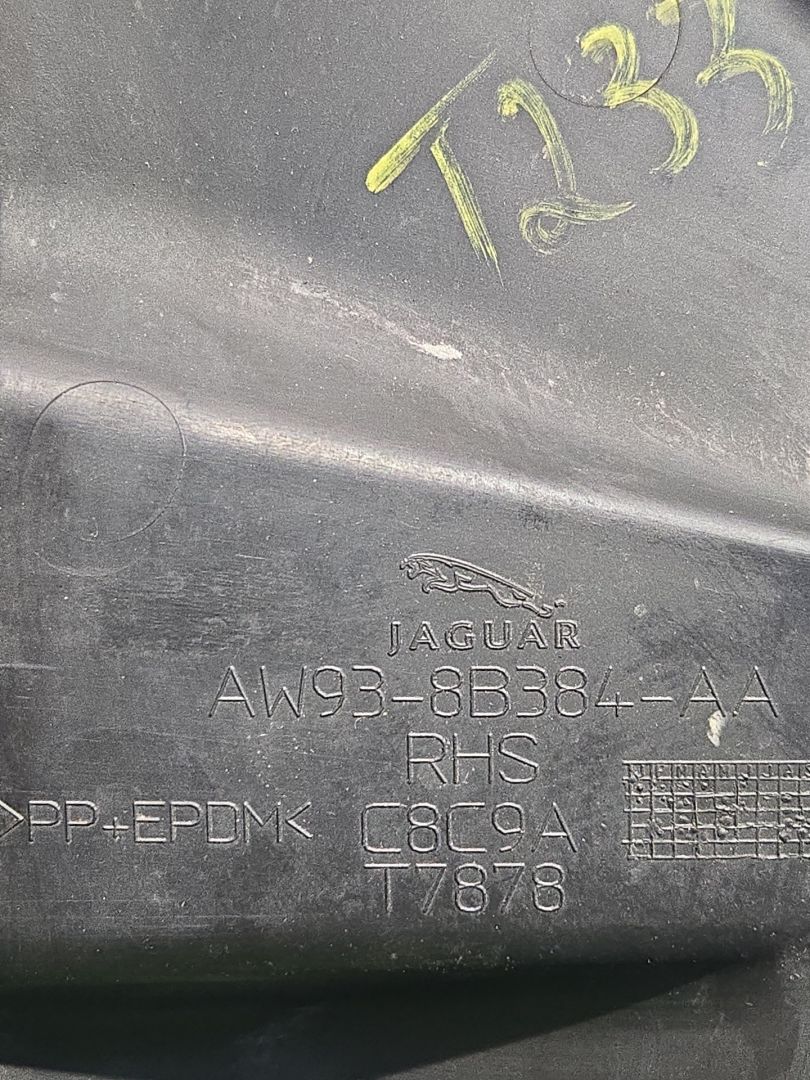 T233
JAGUAR
AW93-8B384-AA
RHS
>PP+EPDM< C8C9A
T7878